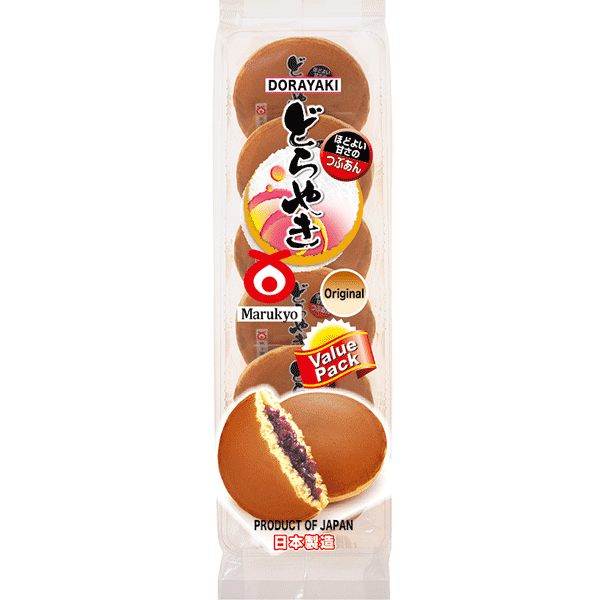 DORAYAKI
どらやき
ほどよい
甘さの
つぶあん
Original
Marukyo
Value
Pack
PRODUCT OF JAPAN
日本製造